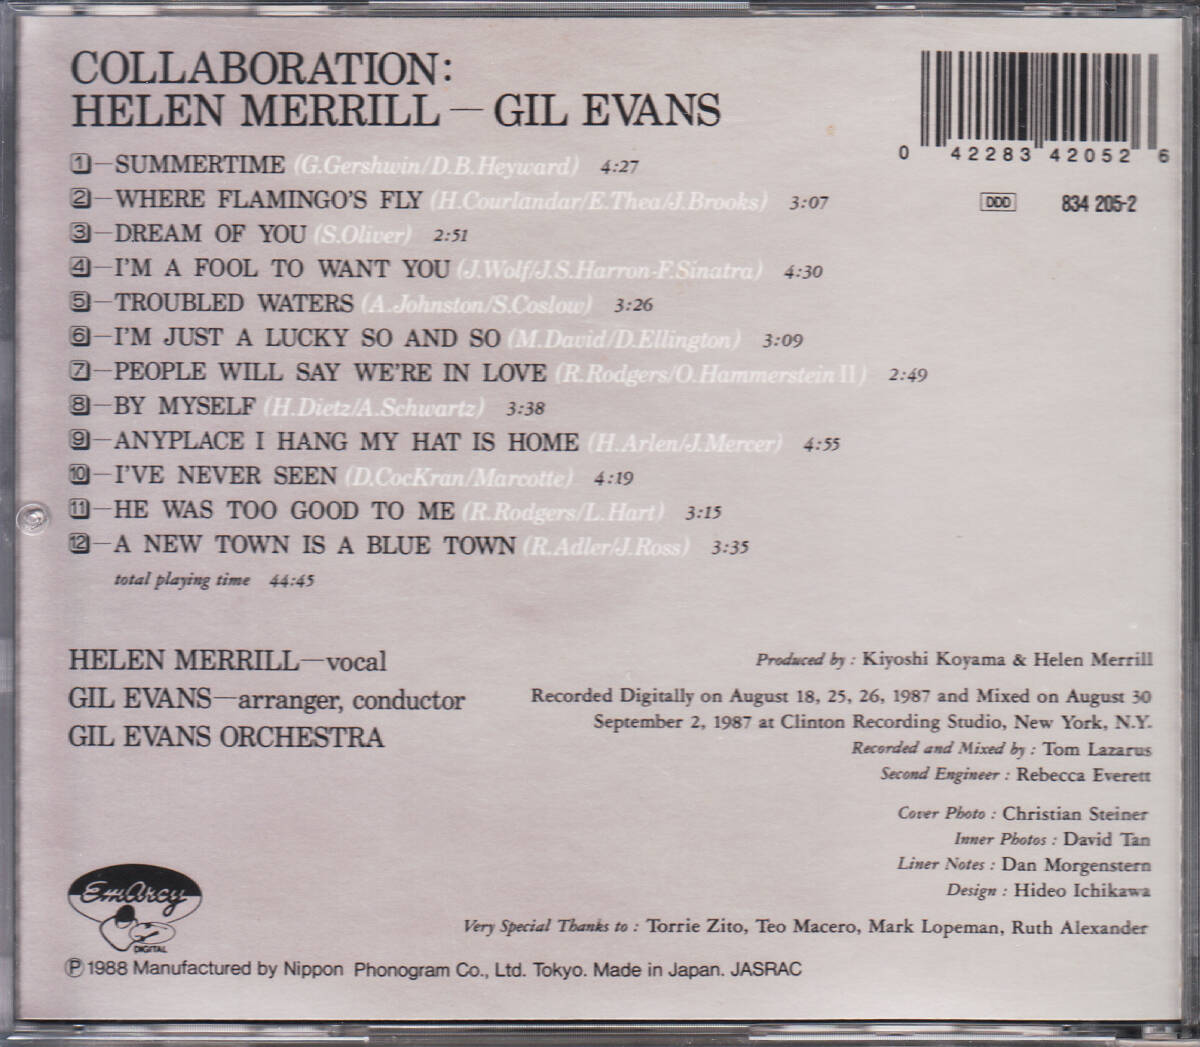 COLLABORATION:
HELEN MERRILL — GIL EVANS
1—SUMMERTIME (G.Gershwin/D.B.Heyward) 4:27
2—WHERE FLAMINGO'S FLY (H.Courlandar/E.Thea/J.Brooks) 3:07
3—DREAM OF YOU (S.Oliver) 2:51
4—I'M A FOOL TO WANT YOU (J.Wolf/J.S.Harron-F.Sinatra) 4:30
5—TROUBLED WATERS (A.Johnston/S.Coslow) 3:26
6—I'M JUST A LUCKY SO AND SO (M.David/D.Ellington) 3:09
7—PEOPLE WILL SAY WE'RE IN LOVE (R.Rodgers/O.Hammerstein II) 2:49
8—BY MYSELF (H.Dietz/A.Schwartz) 3:38
9—ANYPLACE I HANG MY HAT IS HOME (H.Arlen/J.Mercer) 4:55
10—I'VE NEVER SEEN (D.CocKran/Marcotte) 4:19
11—HE WAS TOO GOOD TO ME (R.Rodgers/L.Hart) 3:15
12—A NEW TOWN IS A BLUE TOWN (R.Adler/J.Ross) 3:35
total playing time 44:45
0 42283 42052 6
DDD 834 205-2
HELEN MERRILL—vocal
GIL EVANS—arranger, conductor
GIL EVANS ORCHESTRA
Produced by : Kiyoshi Koyama & Helen Merrill
Recorded Digitally on August 18, 25, 26, 1987 and Mixed on August 30
September 2, 1987 at Clinton Recording Studio, New York, N.Y.
Recorded and Mixed by : Tom Lazarus
Second Engineer : Rebecca Everett
Cover Photo : Christian Steiner
Inner Photos : David Tan
Liner Notes : Dan Morgenstern
Design : Hideo Ichikawa
Very Special Thanks to : Torrie Zito, Teo Macero, Mark Lopeman, Ruth Alexander
EmArcy
DIGITAL
Ⓟ1988 Manufactured by Nippon Phonogram Co., Ltd. Tokyo. Made in Japan. JASRAC